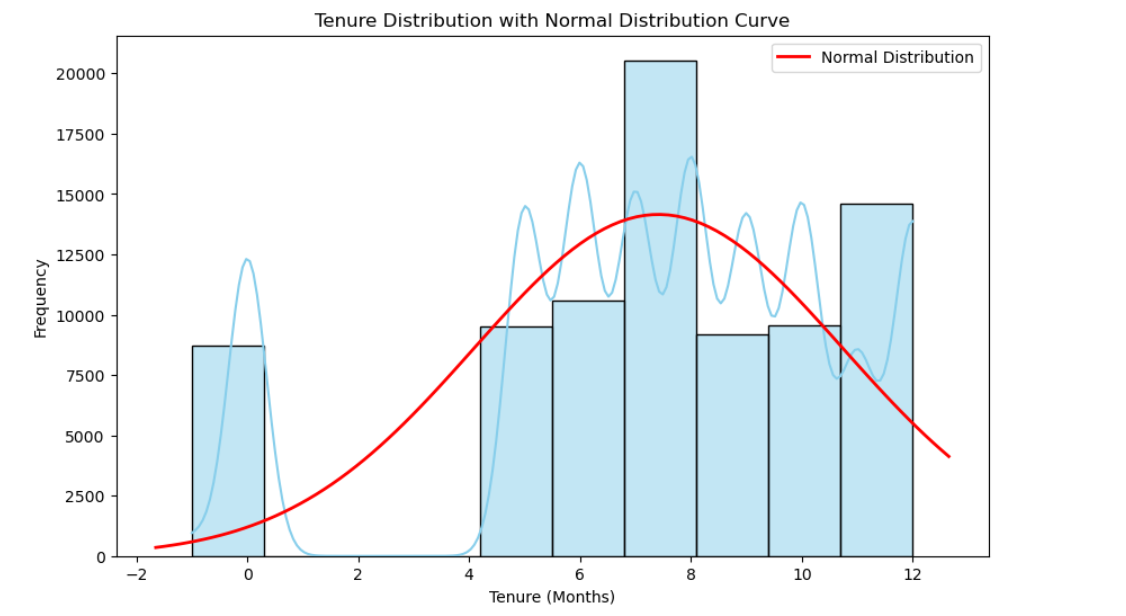 Tenure Distribution with Normal Distribution Curve
Normal Distribution
20000
17500
15000
12500
10000
7500
5000
2500
0
Frequency
−2 0 2 4 6 8 10 12
Tenure (Months)